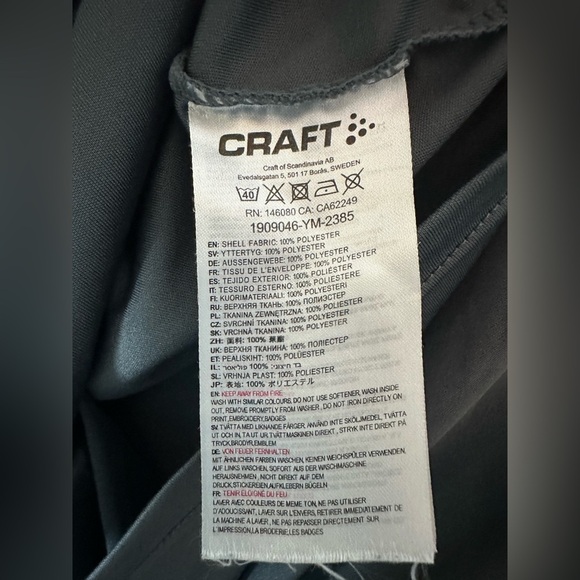 CRAFT
Craft of Scandinavia AB
Evedalsgatan 5, 501 17 Borås, SWEDEN
40
RN: 146080 CA: CA62249
1909046-YM-2385
EN: SHELL FABRIC: 100% POLYESTER
SV: YTTERTYG: 100% POLYESTER
DE: AUSSENGEWEBE: 100% POLYESTER
FR: TISSU DE L'ENVELOPPE: 100% POLYESTER
ES: TEJIDO EXTERIOR: 100% POLIÉSTER
IT: TESSURO ESTERNO: 100% POLIESTERE
FI: KUORIMATERIAALI: 100% POLYESTERI
RU: ВЕРХНЯЯ ТКАНЬ: 100% ПОЛИЭСТЕР
PL: TKANINA ZEWNĘTRZNA: 100% POLIESTER
CZ: SVRCHNÍ TKANINA: 100% POLYESTER
SK: VRCHNÁ TKANINA: 100% POLYESTER
ZH: 面料: 100%
UK: ВЕРХНЯ ТКАНИНА: 100% ПОЛІЕСТЕР
ET: PEALISKIHT: 100% POLÜESTER
IL: בד חיצוני: 100% פוליאסטר
SL: VRHNJA PLAST: 100% POLIESTER
JP: 表地: 100% ポリエステル
EN: KEEP AWAY FROM FIRE
WASH WITH SIMILAR COLOURS. DO NOT USE SOFTENER, WASH INSIDE
OUT, REMOVE PROMPTLY FROM WASHER, DO NOT IRON DIRECTLY ON
PRINT, EMBROIDERY, BADGES
SV: TVÄTTA MED LIKNANDE FÄRGER, ANVÄND INTE SKÖLJMEDEL, TVÄTTA
UT OCH IN, TA UT UR TVÄTTMASKINEN DIREKT, STRYK INTE DIREKT PÅ
TRYCK, BRODYR, EMBLEM
DE: VON FEUER FERNHALTEN
MIT ÄHNLICHEN FARBEN WASCHEN, KEINEN WEICHSPÜLER VERWENDEN,
AUF LINKS WASCHEN, SOFORT AUS DER WASCHMASCHINE
HERAUSNEHMEN, NICHT DIREKT AUF DEM
DRUCK, STICKEREIEN, AUFKLEBERN BÜGELN
FR: TENIR ÉLOIGNÉ DU FEU
LAVER AVEC COULEURS DE MEME TON, NE PAS UTILISER
D'ADOUCISSANT, LAVER SUR L'ENVERS, RETIRER IMMEDIATEMENT DE
LA MACHINE A LAVER, NE PAS REPASSER DIRECTEMENT SUR
L'IMPRESSION, LA BRODERIE, LES BADGES